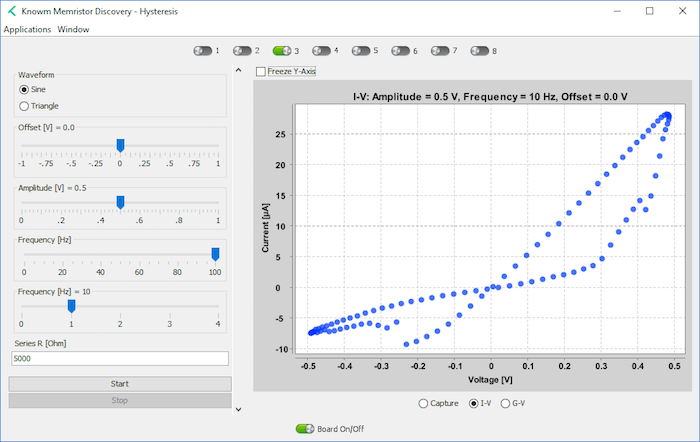 Knowm Memristor Discovery - Hysteresis
Applications Window
1 2 3 4 5 6 7 8
Waveform
Sine
Triangle
Offset [V] = 0.0
-1 -.75 -.5 -.25 0 .25 .5 .75 1
Amplitude [V] = 0.5
0 .2 .4 .6 .8 1
Frequency [Hz]
0 20 40 60 80 100
Frequency [Hz] = 10
0 1 2 3 4
Series R [Ohm]
5000
Start
Stop
Freeze Y-Axis
I-V: Amplitude = 0.5 V, Frequency = 10 Hz, Offset = 0.0 V
Current [µA]
25
20
15
10
5
0
-5
-10
-0.5 -0.4 -0.3 -0.2 -0.1 0 0.1 0.2 0.3 0.4 0.5
Voltage [V]
Capture I-V G-V
Board On/Off